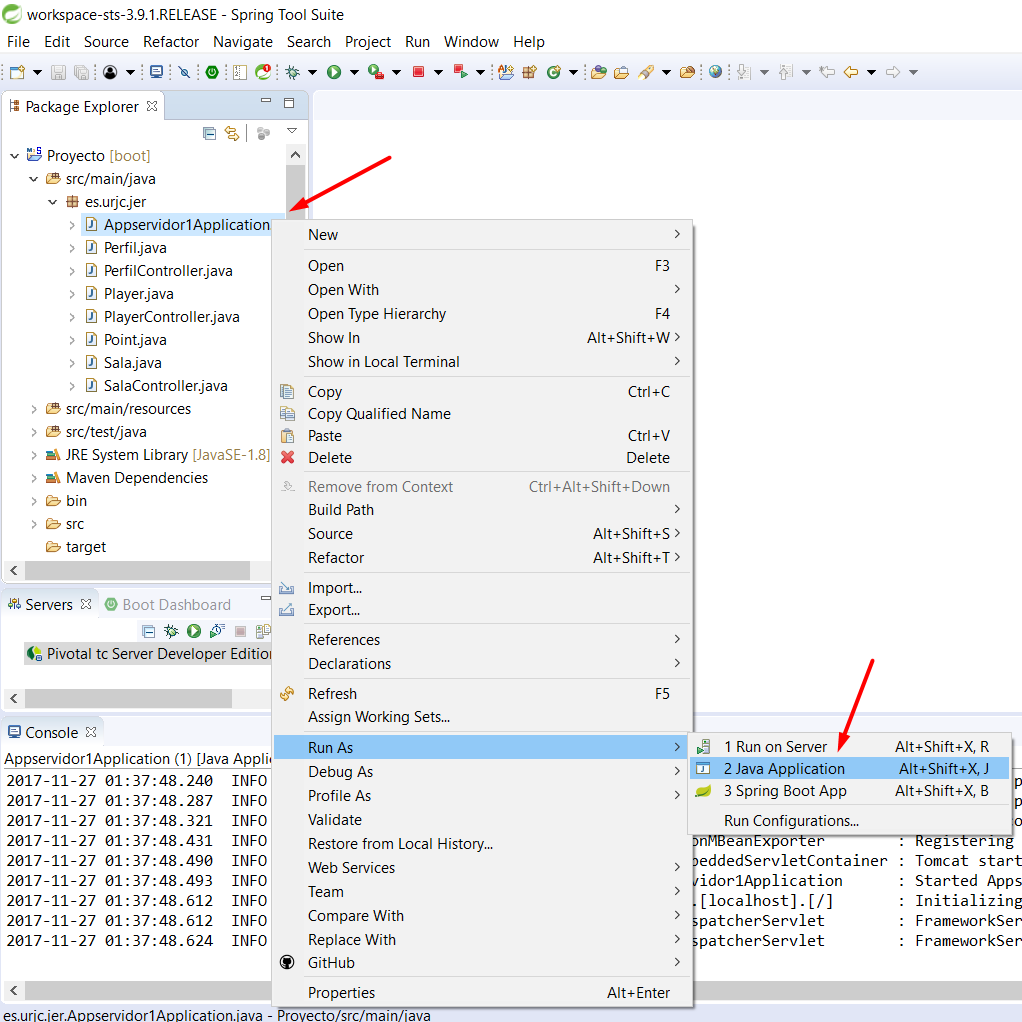 workspace-sts-3.9.1.RELEASE - Spring Tool Suite
File Edit Source Refactor Navigate Search Project Run Window Help
Package Explorer
Proyecto [boot]
src/main/java
es.urjc.jer
Appservidor1Application
Perfil.java
PerfilController.java
Player.java
PlayerController.java
Point.java
Sala.java
SalaController.java
src/main/resources
src/test/java
JRE System Library [JavaSE-1.8]
Maven Dependencies
bin
src
target
Servers Boot Dashboard
Pivotal tc Server Developer Edition
New
Open F3
Open With
Open Type Hierarchy F4
Show In Alt+Shift+W
Show in Local Terminal
Copy Ctrl+C
Copy Qualified Name
Paste Ctrl+V
Delete Delete
Remove from Context Ctrl+Alt+Shift+Down
Build Path
Source Alt+Shift+S
Refactor Alt+Shift+T
Import...
Export...
References
Declarations
Refresh F5
Assign Working Sets...
Run As
Debug As
Profile As
Validate
Restore from Local History...
Web Services
Team
Compare With
Replace With
GitHub
Properties Alt+Enter
1 Run on Server Alt+Shift+X, R
2 Java Application Alt+Shift+X, J
3 Spring Boot App Alt+Shift+X, B
Run Configurations...
Console
Appservidor1Application (1) [Java Appli
2017-11-27 01:37:48.240 INFO
2017-11-27 01:37:48.287 INFO
2017-11-27 01:37:48.321 INFO
2017-11-27 01:37:48.431 INFO onMBeanExporter : Registering
2017-11-27 01:37:48.490 INFO beddedServletContainer : Tomcat start
2017-11-27 01:37:48.493 INFO vidor1Application : Started Apps
2017-11-27 01:37:48.612 INFO .[localhost].[/] : Initializing
2017-11-27 01:37:48.612 INFO spatcherServlet : FrameworkSer
2017-11-27 01:37:48.624 INFO spatcherServlet : FrameworkSer
es.urjc.jer.Appservidor1Application.java - Proyecto/src/main/java